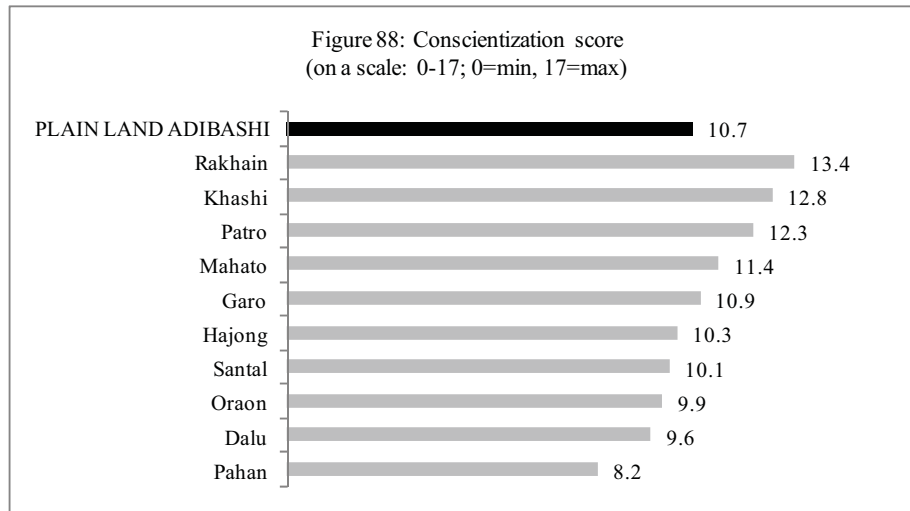 Figure 88: Conscientization score
(on a scale: 0-17; 0=min, 17=max)
PLAIN LAND ADIBASHI 10.7
Rakhain 13.4
Khashi 12.8
Patro 12.3
Mahato 11.4
Garo 10.9
Hajong 10.3
Santal 10.1
Oraon 9.9
Dalu 9.6
Pahan 8.2